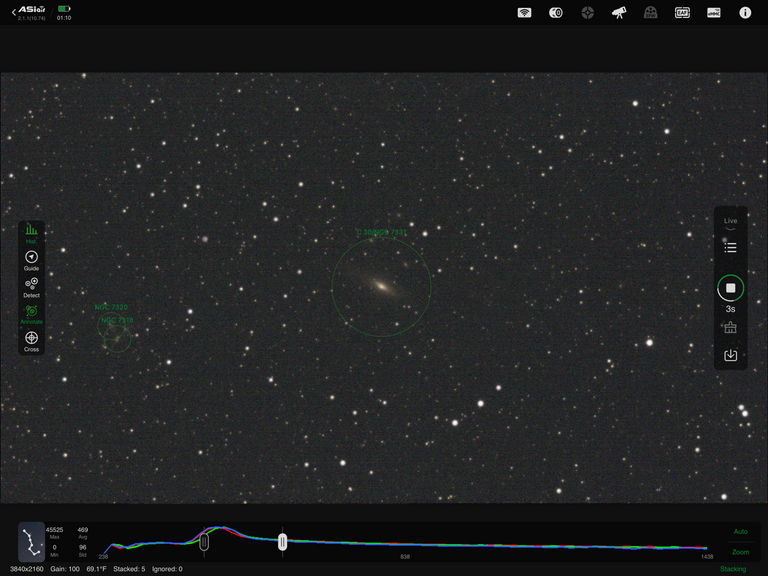 ASIAIR
2.1.1(10.74)
01:10
EAF
Hist
Guide
Detect
Annotate
Cross
C 30/NGC 7331
NGC 7320
NGC 7318
Live
3s
45525 469
Max Avg
0 96
Min Std
238 838 1438
Auto
Zoom
3840x2160 Gain: 100 69.1°F Stacked: 5 Ignored: 0 Stacking